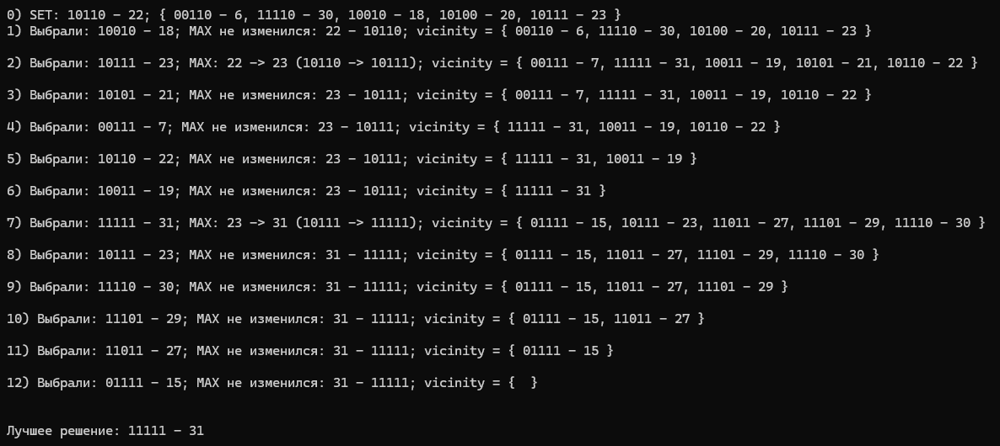 0) SET: 10110 - 22; { 00110 - 6, 11110 - 30, 10010 - 18, 10100 - 20, 10111 - 23 }
1) Выбрали: 10010 - 18; MAX не изменился: 22 - 10110; vicinity = { 00110 - 6, 11110 - 30, 10100 - 20, 10111 - 23 }
2) Выбрали: 10111 - 23; MAX: 22 -> 23 (10110 -> 10111); vicinity = { 00111 - 7, 11111 - 31, 10011 - 19, 10101 - 21, 10110 - 22 }
3) Выбрали: 10101 - 21; MAX не изменился: 23 - 10111; vicinity = { 00111 - 7, 11111 - 31, 10011 - 19, 10110 - 22 }
4) Выбрали: 00111 - 7; MAX не изменился: 23 - 10111; vicinity = { 11111 - 31, 10011 - 19, 10110 - 22 }
5) Выбрали: 10110 - 22; MAX не изменился: 23 - 10111; vicinity = { 11111 - 31, 10011 - 19 }
6) Выбрали: 10011 - 19; MAX не изменился: 23 - 10111; vicinity = { 11111 - 31 }
7) Выбрали: 11111 - 31; MAX: 23 -> 31 (10111 -> 11111); vicinity = { 01111 - 15, 10111 - 23, 11011 - 27, 11101 - 29, 11110 - 30 }
8) Выбрали: 10111 - 23; MAX не изменился: 31 - 11111; vicinity = { 01111 - 15, 11011 - 27, 11101 - 29, 11110 - 30 }
9) Выбрали: 11110 - 30; MAX не изменился: 31 - 11111; vicinity = { 01111 - 15, 11011 - 27, 11101 - 29 }
10) Выбрали: 11101 - 29; MAX не изменился: 31 - 11111; vicinity = { 01111 - 15, 11011 - 27 }
11) Выбрали: 11011 - 27; MAX не изменился: 31 - 11111; vicinity = { 01111 - 15 }
12) Выбрали: 01111 - 15; MAX не изменился: 31 - 11111; vicinity = {  }
Лучшее решение: 11111 - 31